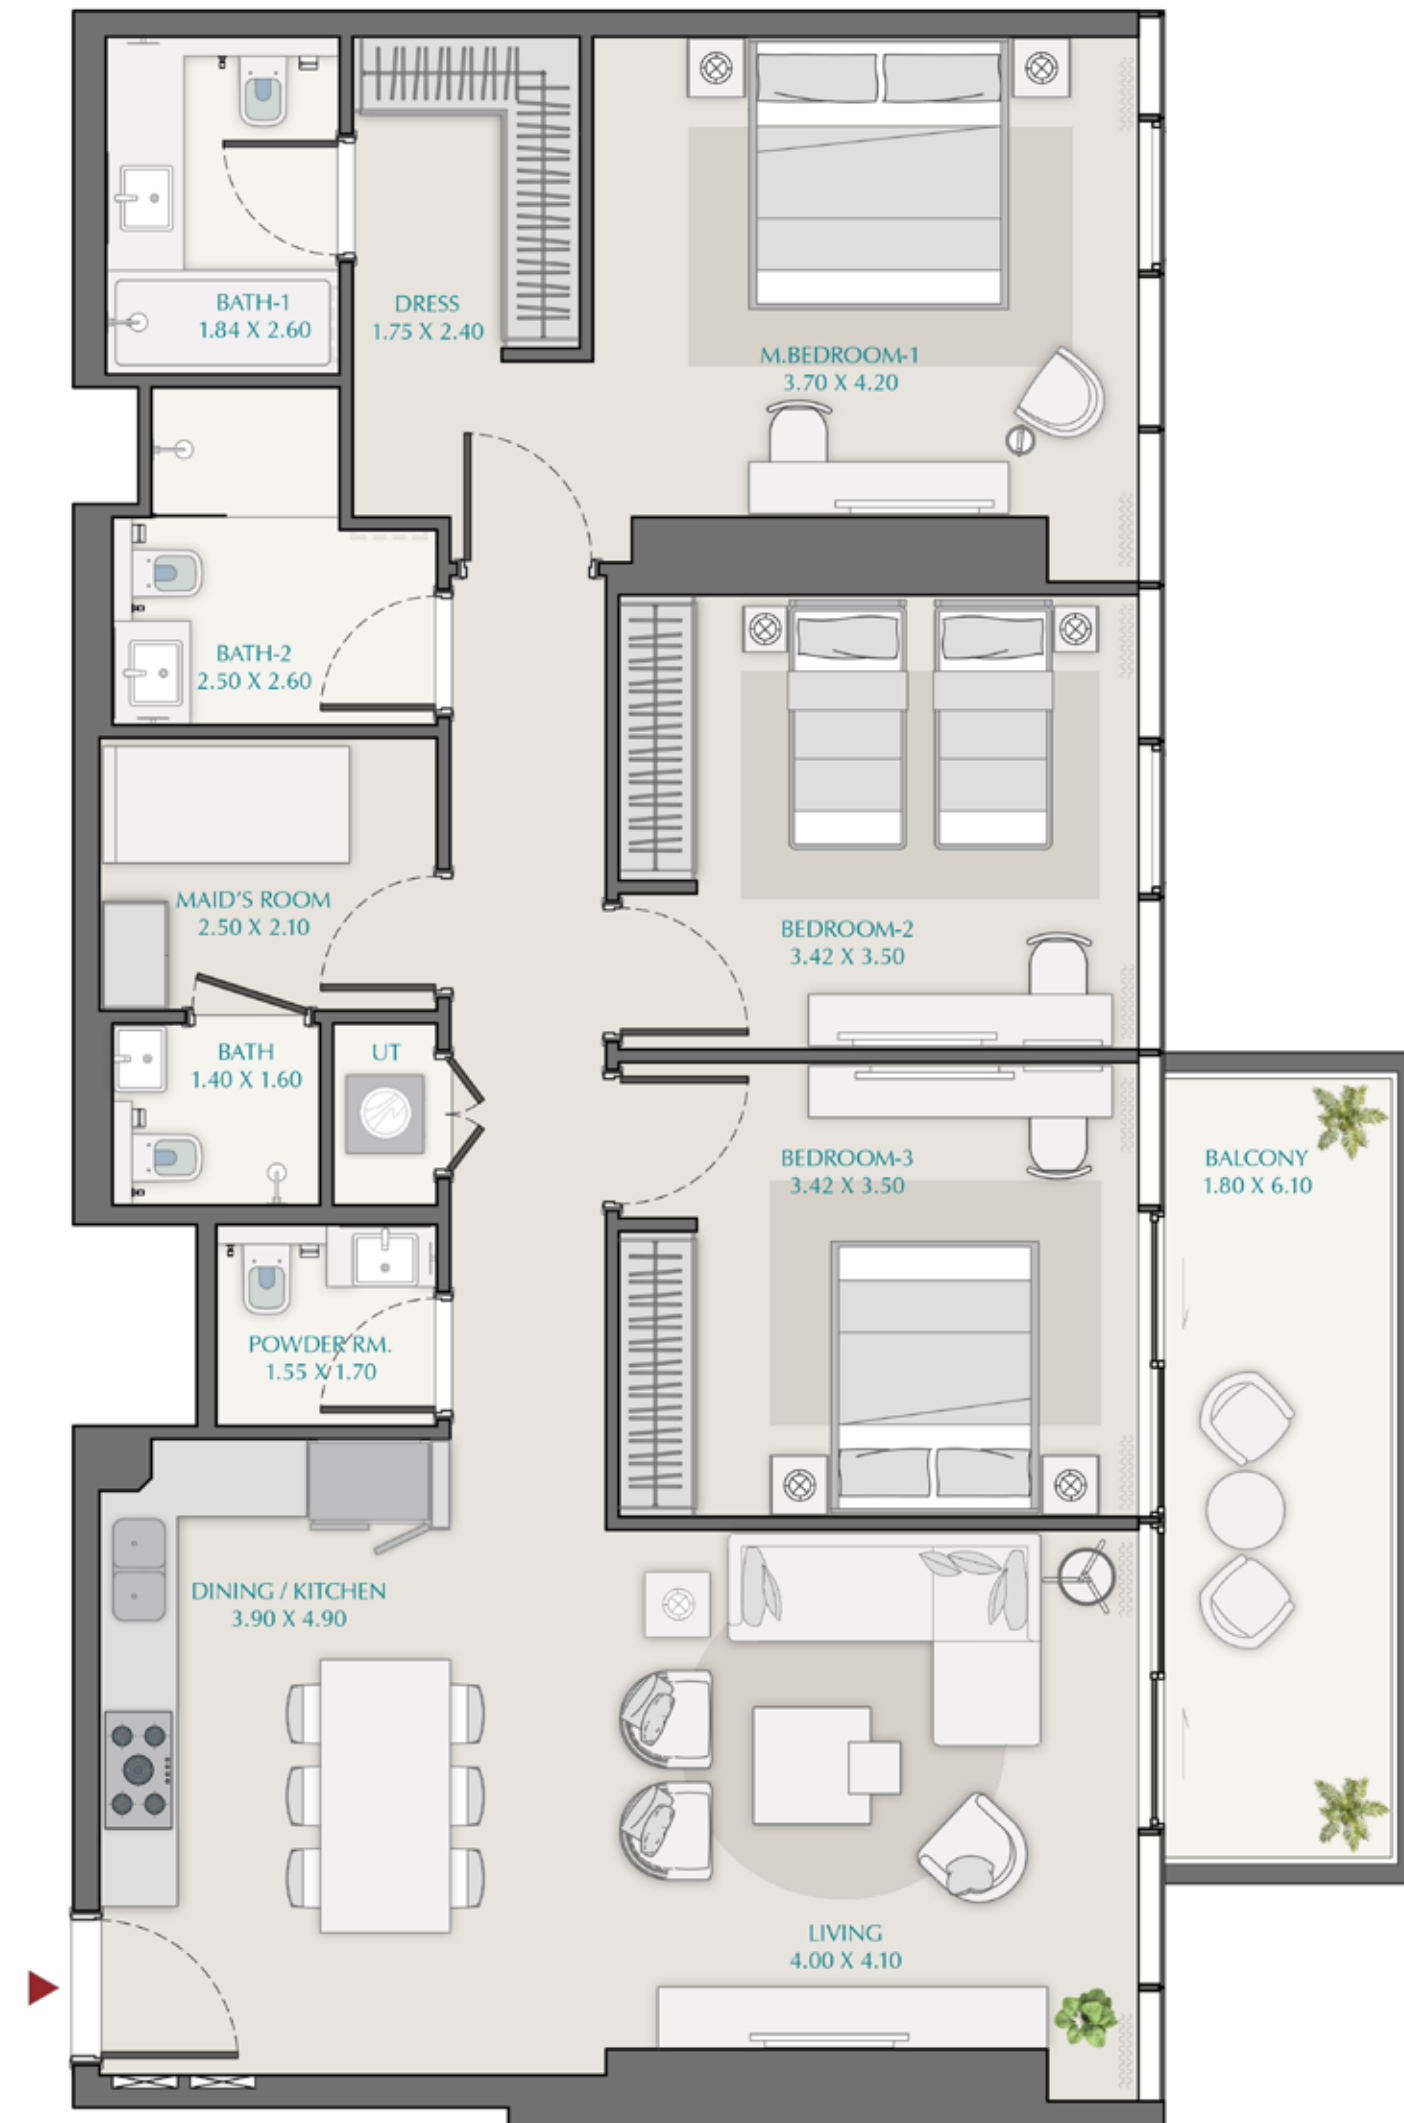 BATH-1
1.84 X 2.60
DRESS
1.75 X 2.40
M.BEDROOM-1
3.70 X 4.20
BATH-2
2.50 X 2.60
MAID'S ROOM
2.50 X 2.10
BEDROOM-2
3.42 X 3.50
BATH
1.40 X 1.60
UT
BEDROOM-3
3.42 X 3.50
BALCONY
1.80 X 6.10
POWDER RM.
1.55 X 1.70
DINING / KITCHEN
3.90 X 4.90
LIVING
4.00 X 4.10